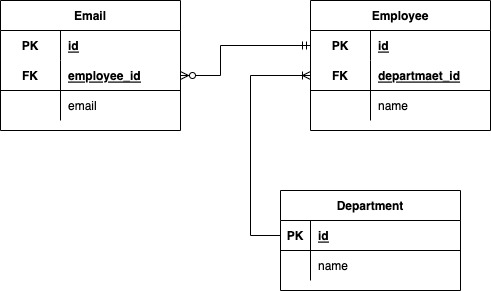 Email
PK id
FK employee_id
email
Employee
PK id
FK departmaet_id
name
Department
PK id
name